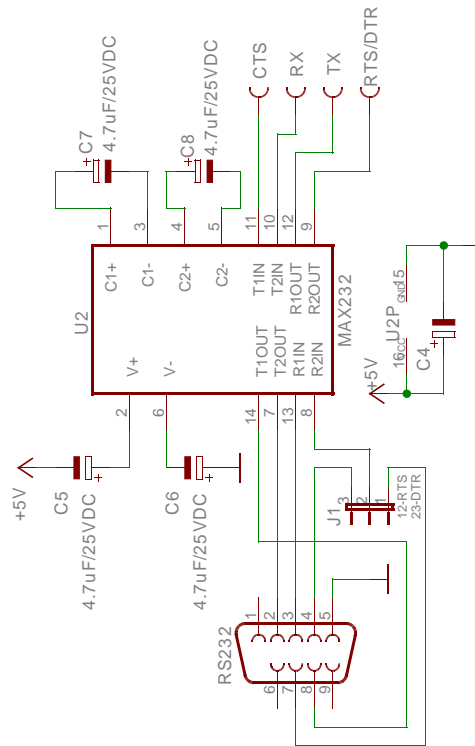 CTS
RX
TX
RTS/DTR
C7
4.7uF/25VDC
C8
4.7uF/25VDC
1
3
4
5
11
10
12
9
C1+
C1-
C2+
C2-
T1IN
T2IN
R1OUT
R2OUT
U2
MAX232
V+
V-
T1OUT
T2OUT
R1IN
R2IN
2
6
14
7
13
8
GND
15
U2P
16
VCC
C4
+5V
+5V
C5
4.7uF/25VDC
C6
4.7uF/25VDC
J1
3
2
1
12-RTS
23-DTR
RS232
1
2
3
4
5
6
7
8
9